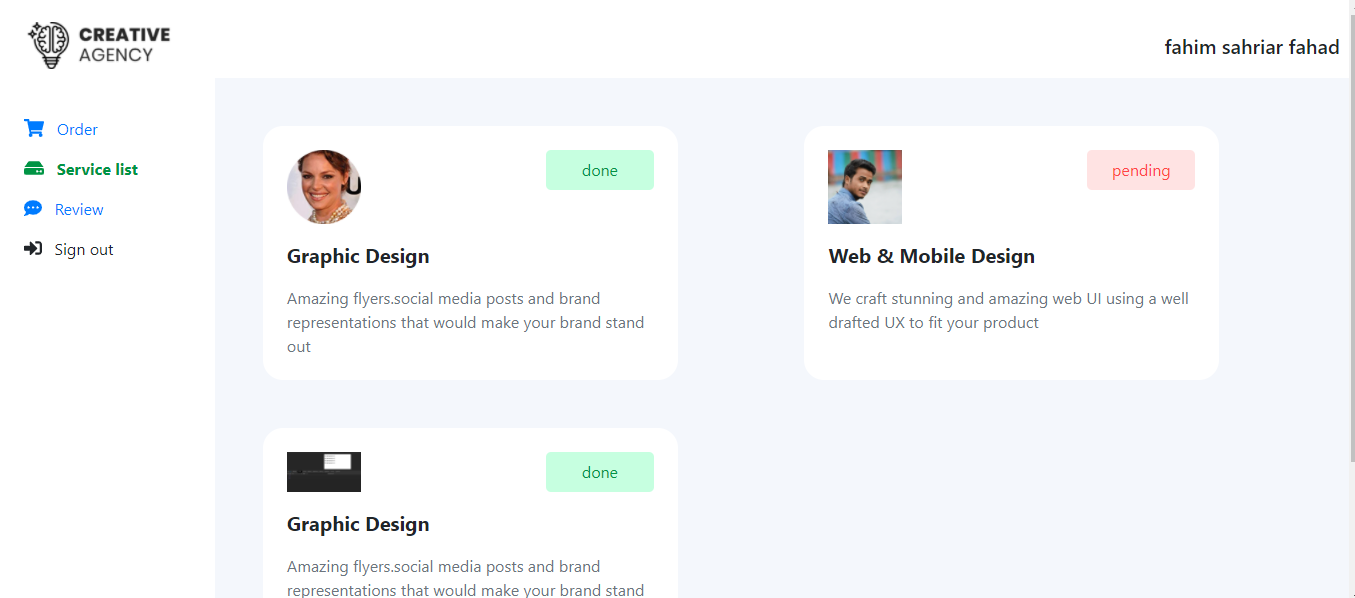 CREATIVE
AGENCY
fahim sahriar fahad
Order
Service list
Review
Sign out
done
Graphic Design
Amazing flyers.social media posts and brand
representations that would make your brand stand
out
pending
Web & Mobile Design
We craft stunning and amazing web UI using a well
drafted UX to fit your product
done
Graphic Design
Amazing flyers.social media posts and brand
representations that would make your brand stand